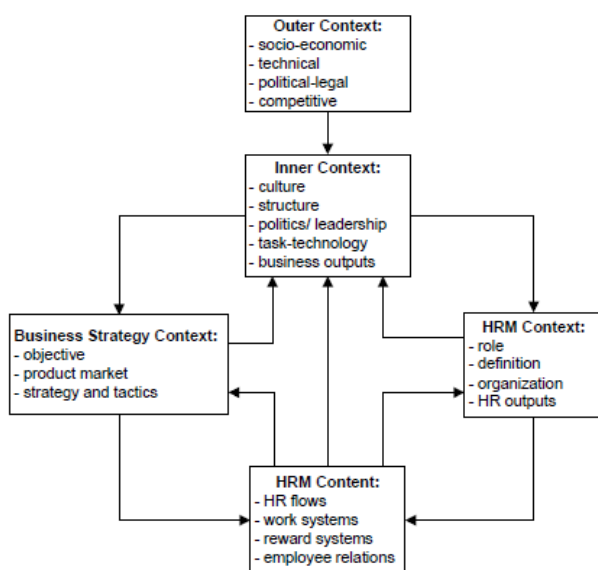 Outer Context:
- socio-economic
- technical
- political-legal
- competitive
Inner Context:
- culture
- structure
- politics/ leadership
- task-technology
- business outputs
Business Strategy Context:
- objective
- product market
- strategy and tactics
HRM Context:
- role
- definition
- organization
- HR outputs
HRM Content:
- HR flows
- work systems
- reward systems
- employee relations